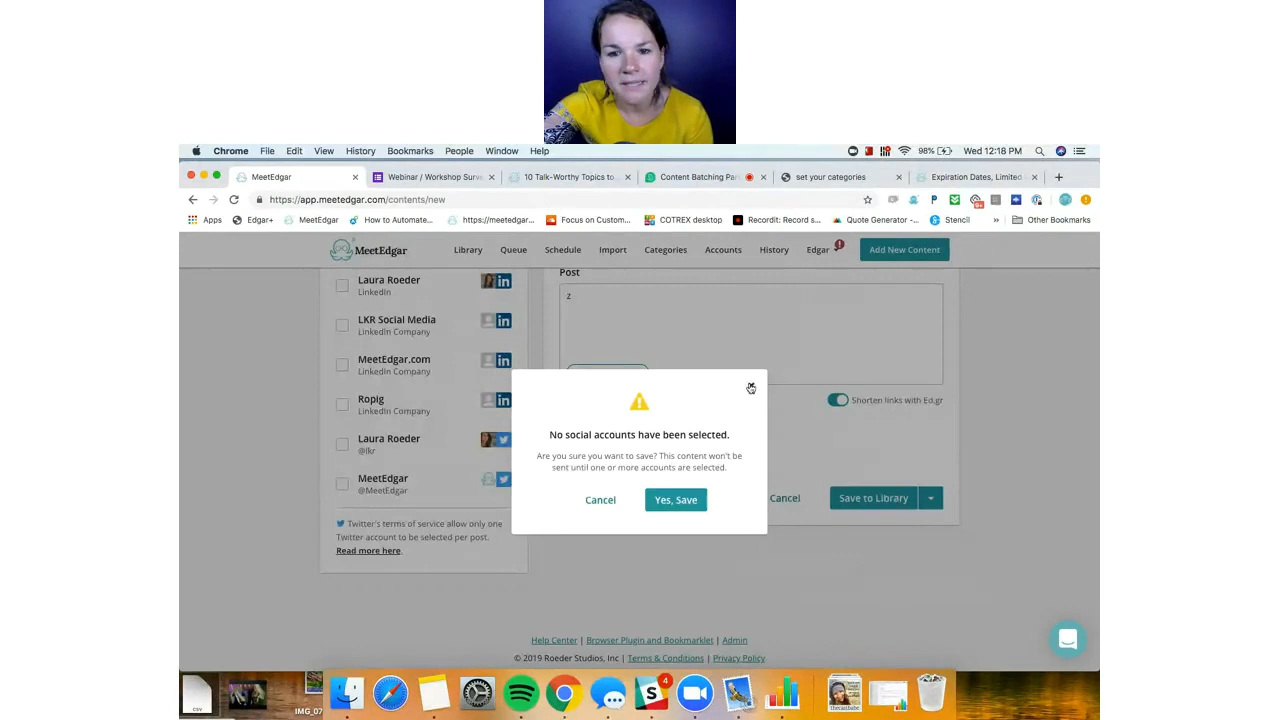 Chrome File Edit View History Bookmarks People Window Help 98% Wed 12:18 PM
MeetEdgar Webinar / Workshop Surv 10 Talk-Worthy Topics to Content Batching Par set your categories Expiration Dates, Limited
https://app.meetedgar.com/contents/new
Apps Edgar+ MeetEdgar How to Automate... https://meetedgar... Focus on Custom... COTREX desktop Recordit: Record s... Quote Generator -... Stencil » Other Bookmarks
MeetEdgar Library Queue Schedule Import Categories Accounts History Edgar Add New Content
Laura Roeder
LinkedIn
LKR Social Media
LinkedIn Company
MeetEdgar.com
LinkedIn Company
Ropig
LinkedIn Company
Laura Roeder
@lkr
MeetEdgar
@MeetEdgar
Twitter's terms of service allow only one
Twitter account to be selected per post.
Read more here.
Post
z
Shorten links with Ed.gr
No social accounts have been selected.
Are you sure you want to save? This content won't be
sent until one or more accounts are selected.
Cancel Yes, Save
Cancel Save to Library
Help Center | Browser Plugin and Bookmarklet | Admin
© 2019 Roeder Studios, Inc | Terms & Conditions | Privacy Policy
csv
IMG_07
4